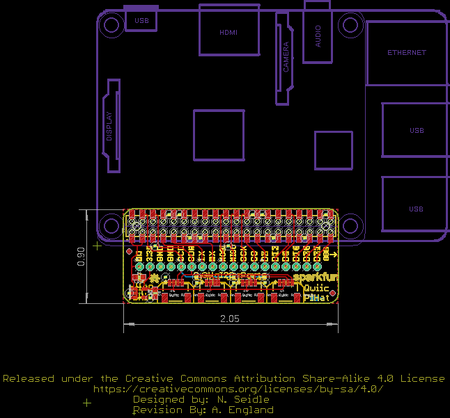 USB
HDMI
CAMERA
AUDIO
ETHERNET
DISPLAY
USB
USB
0.90
sparkfun
Qwiic
PiHat
2.05
Released under the Creative Commons Attribution Share-Alike 4.0 License
https://creativecommons.org/licenses/by-sa/4.0/
Designed by: N. Seidle
Revision By: A. England